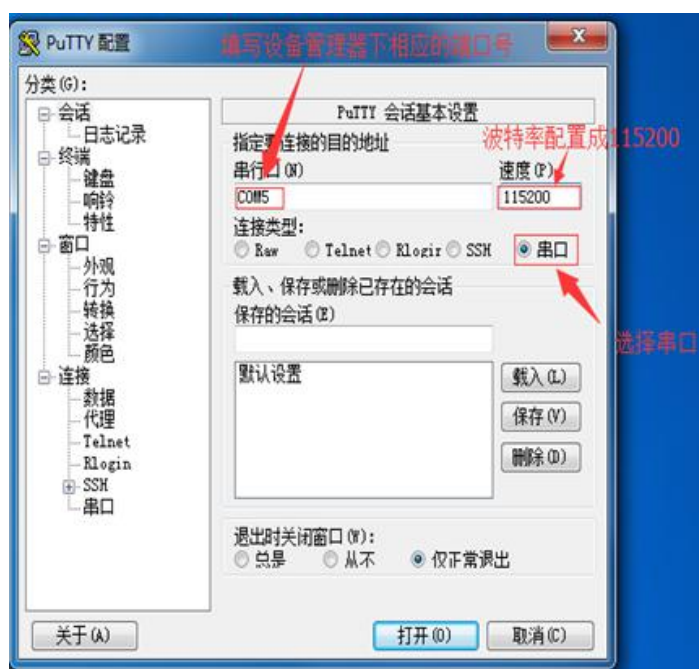 PuTTY 配置
填写设备管理器下相应的端口号
分类(G):
会话
日志记录
终端
键盘
响铃
特性
窗口
外观
行为
转换
选择
颜色
连接
数据
代理
Telnet
Rlogin
SSH
串口
PuTTY 会话基本设置
指定要连接的目的地址
波特率配置成115200
串行口(N)
速度(P)
COM5
115200
连接类型:
Raw Telnet Rlogir SSH 串口
选择串口
载入、保存或删除已存在的会话
保存的会话(E)
默认设置
载入(L)
保存(V)
删除(D)
退出时关闭窗口(W):
总是 从不 仅正常退出
关于(A)
打开(O)
取消(C)